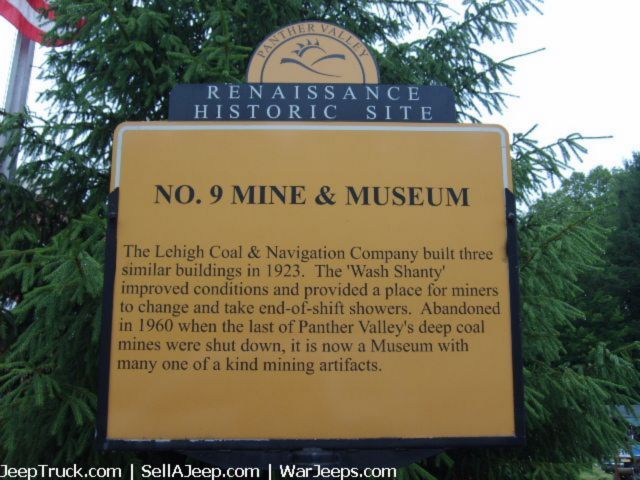 PANTHER VALLEY
RENAISSANCE
HISTORIC SITE
NO. 9 MINE & MUSEUM
The Lehigh Coal & Navigation Company built three
similar buildings in 1923. The 'Wash Shanty'
improved conditions and provided a place for miners
to change and take end-of-shift showers. Abandoned
in 1960 when the last of Panther Valley's deep coal
mines were shut down, it is now a Museum with
many one of a kind mining artifacts.
JeepTruck.com | SellAJeep.com | WarJeeps.com